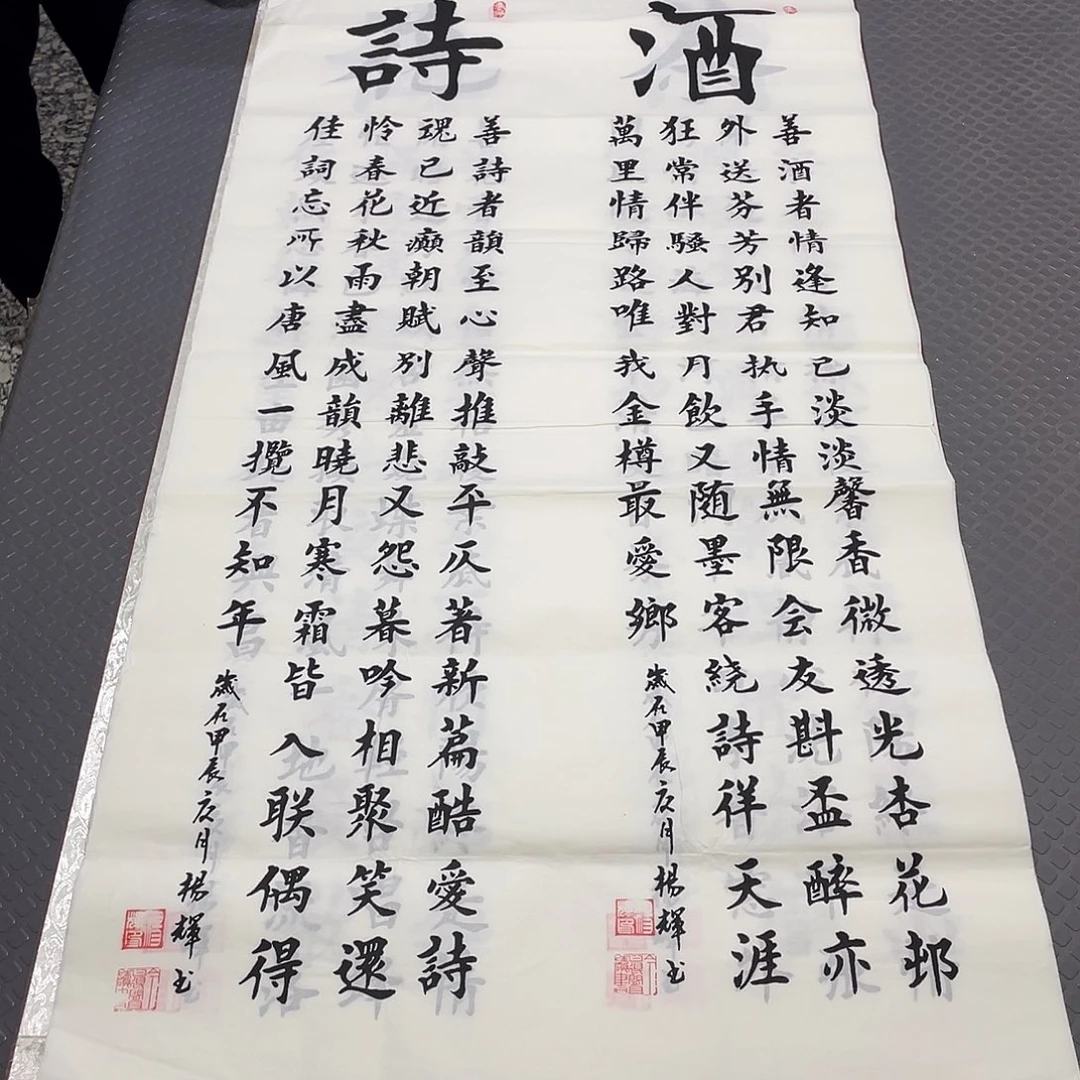 酒
善酒者情逢知己淡淡馨香微透光杏花邨
外送芬芳別君执手情無限会友斟盃醉亦
狂常伴騷人對月飲又随墨客繞詩徉天涯
萬里情歸路唯我金樽最愛鄉
歲在甲辰夏月楊輝书
詩
善詩者韻至心聲推敲平仄著新篇酷愛詩
魂已近癲朝賦別離悲又怨暮吟相聚笑還
怜春花秋雨盡成韻曉月寒霜皆入联偶得
佳詞忘所以唐風一攬不知年
歲在甲辰夏月楊輝书